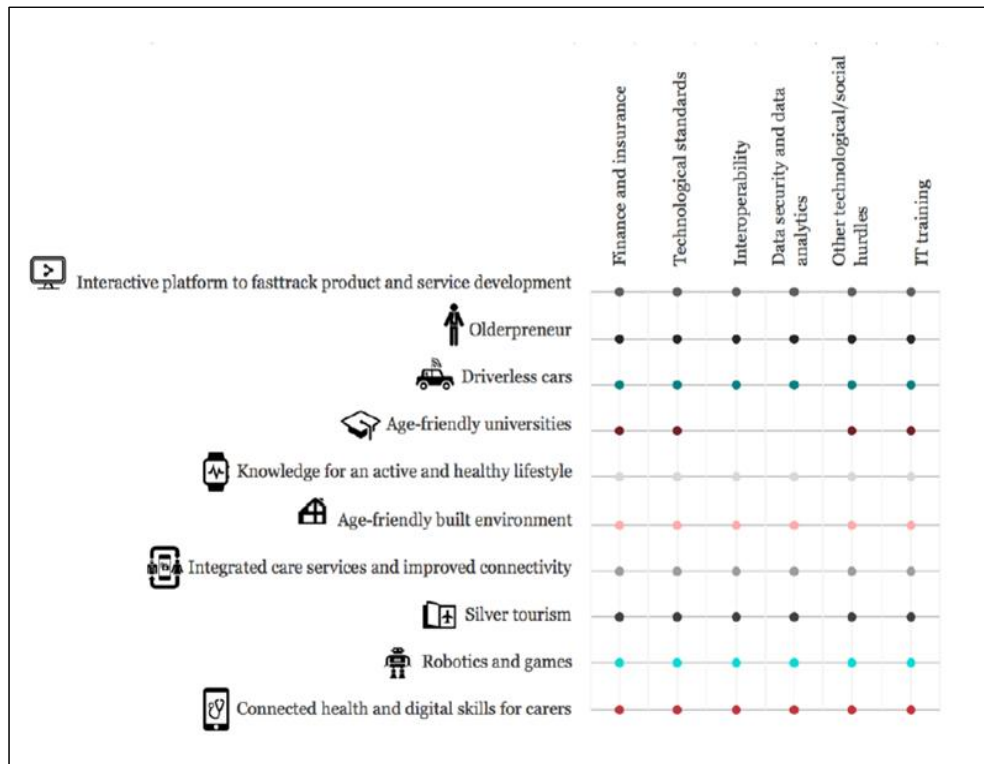 Finance and insurance
Technological standards
Interoperability
Data security and data
analytics
Other technological/social
hurdles
IT training
Interactive platform to fasttrack product and service development
Olderpreneur
Driverless cars
Age-friendly universities
Knowledge for an active and healthy lifestyle
Age-friendly built environment
Integrated care services and improved connectivity
Silver tourism
Robotics and games
Connected health and digital skills for carers